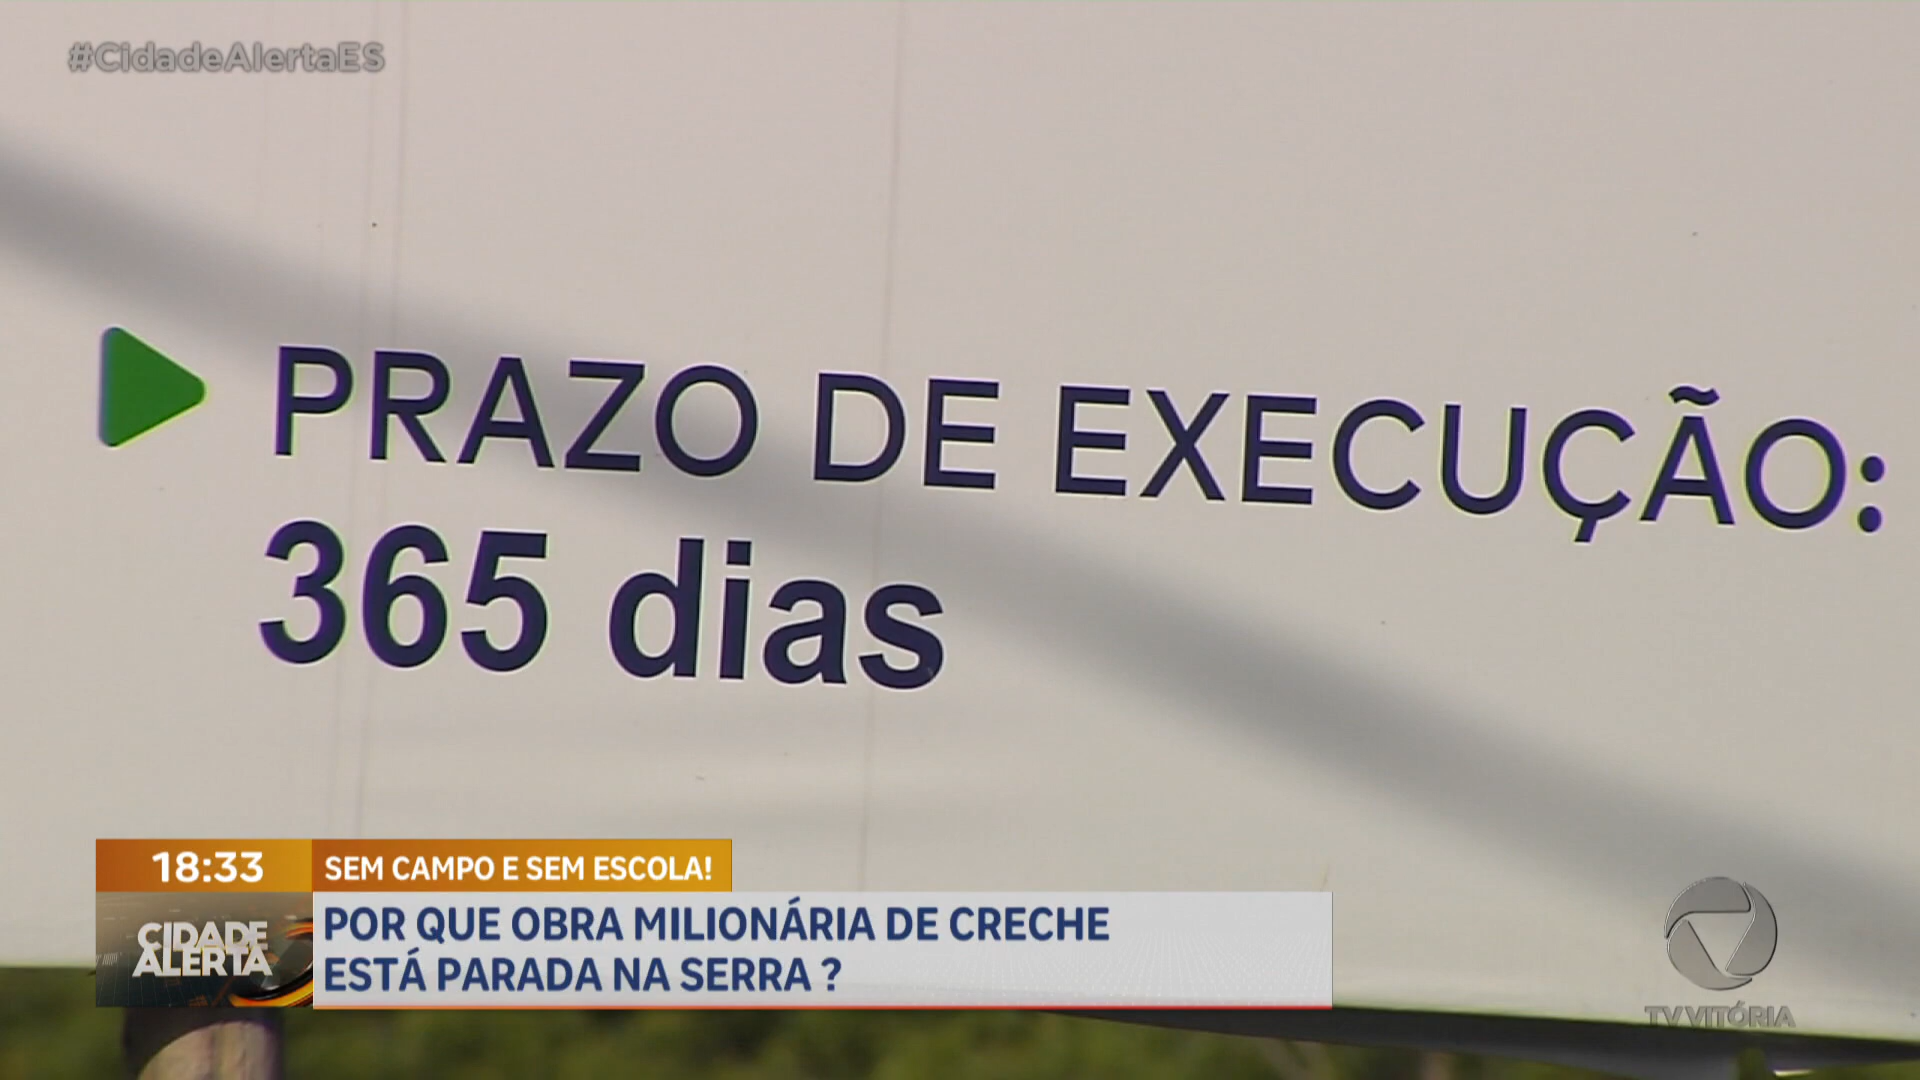 #CidadeAlertaES
PRAZO DE EXECUÇÃO:
365 dias
18:33
SEM CAMPO E SEM ESCOLA!
CIDADE
ALERTA
POR QUE OBRA MILIONÁRIA DE CRECHE
ESTÁ PARADA NA SERRA ?
TV VITÓRIA